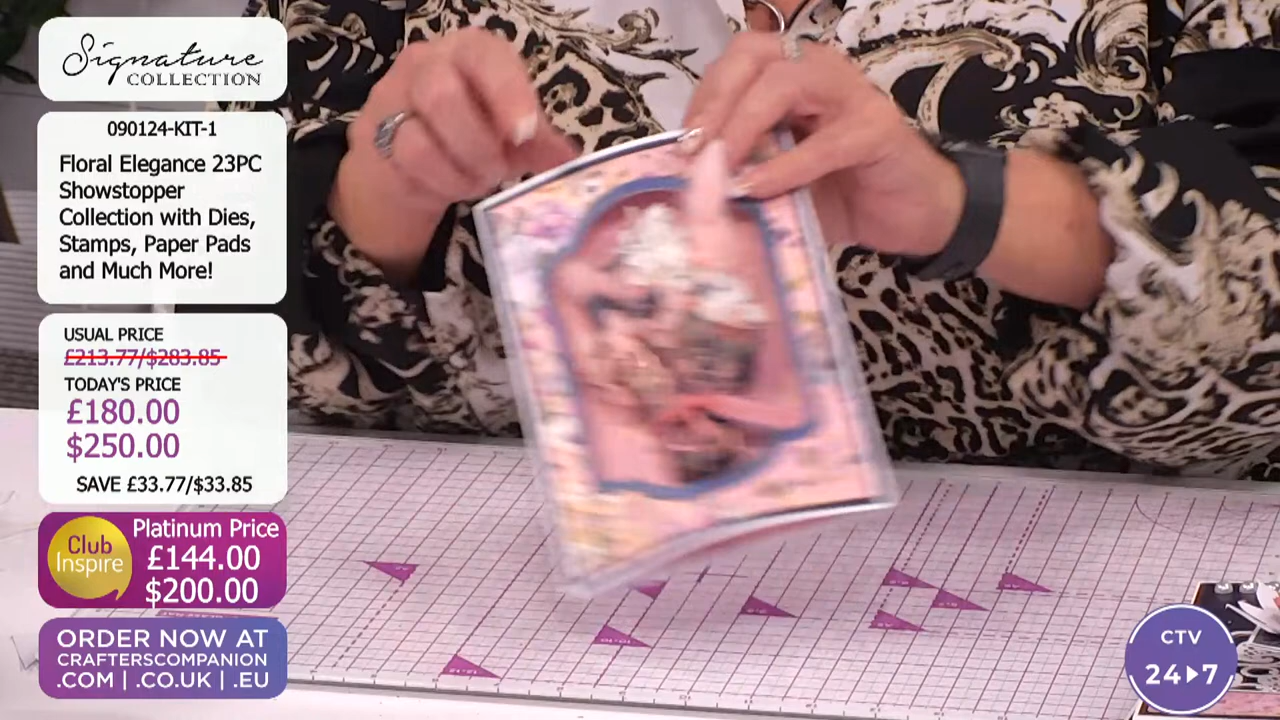 Signature
COLLECTION
090124-KIT-1
Floral Elegance 23PC
Showstopper
Collection with Dies,
Stamps, Paper Pads
and Much More!
USUAL PRICE
£213.77/$283.85
TODAY'S PRICE
£180.00
$250.00
SAVE £33.77/$33.85
Club
Inspire
Platinum Price
£144.00
$200.00
ORDER NOW AT
CRAFTERSCOMPANION
.COM | .CO.UK | .EU
CTV
24▶7